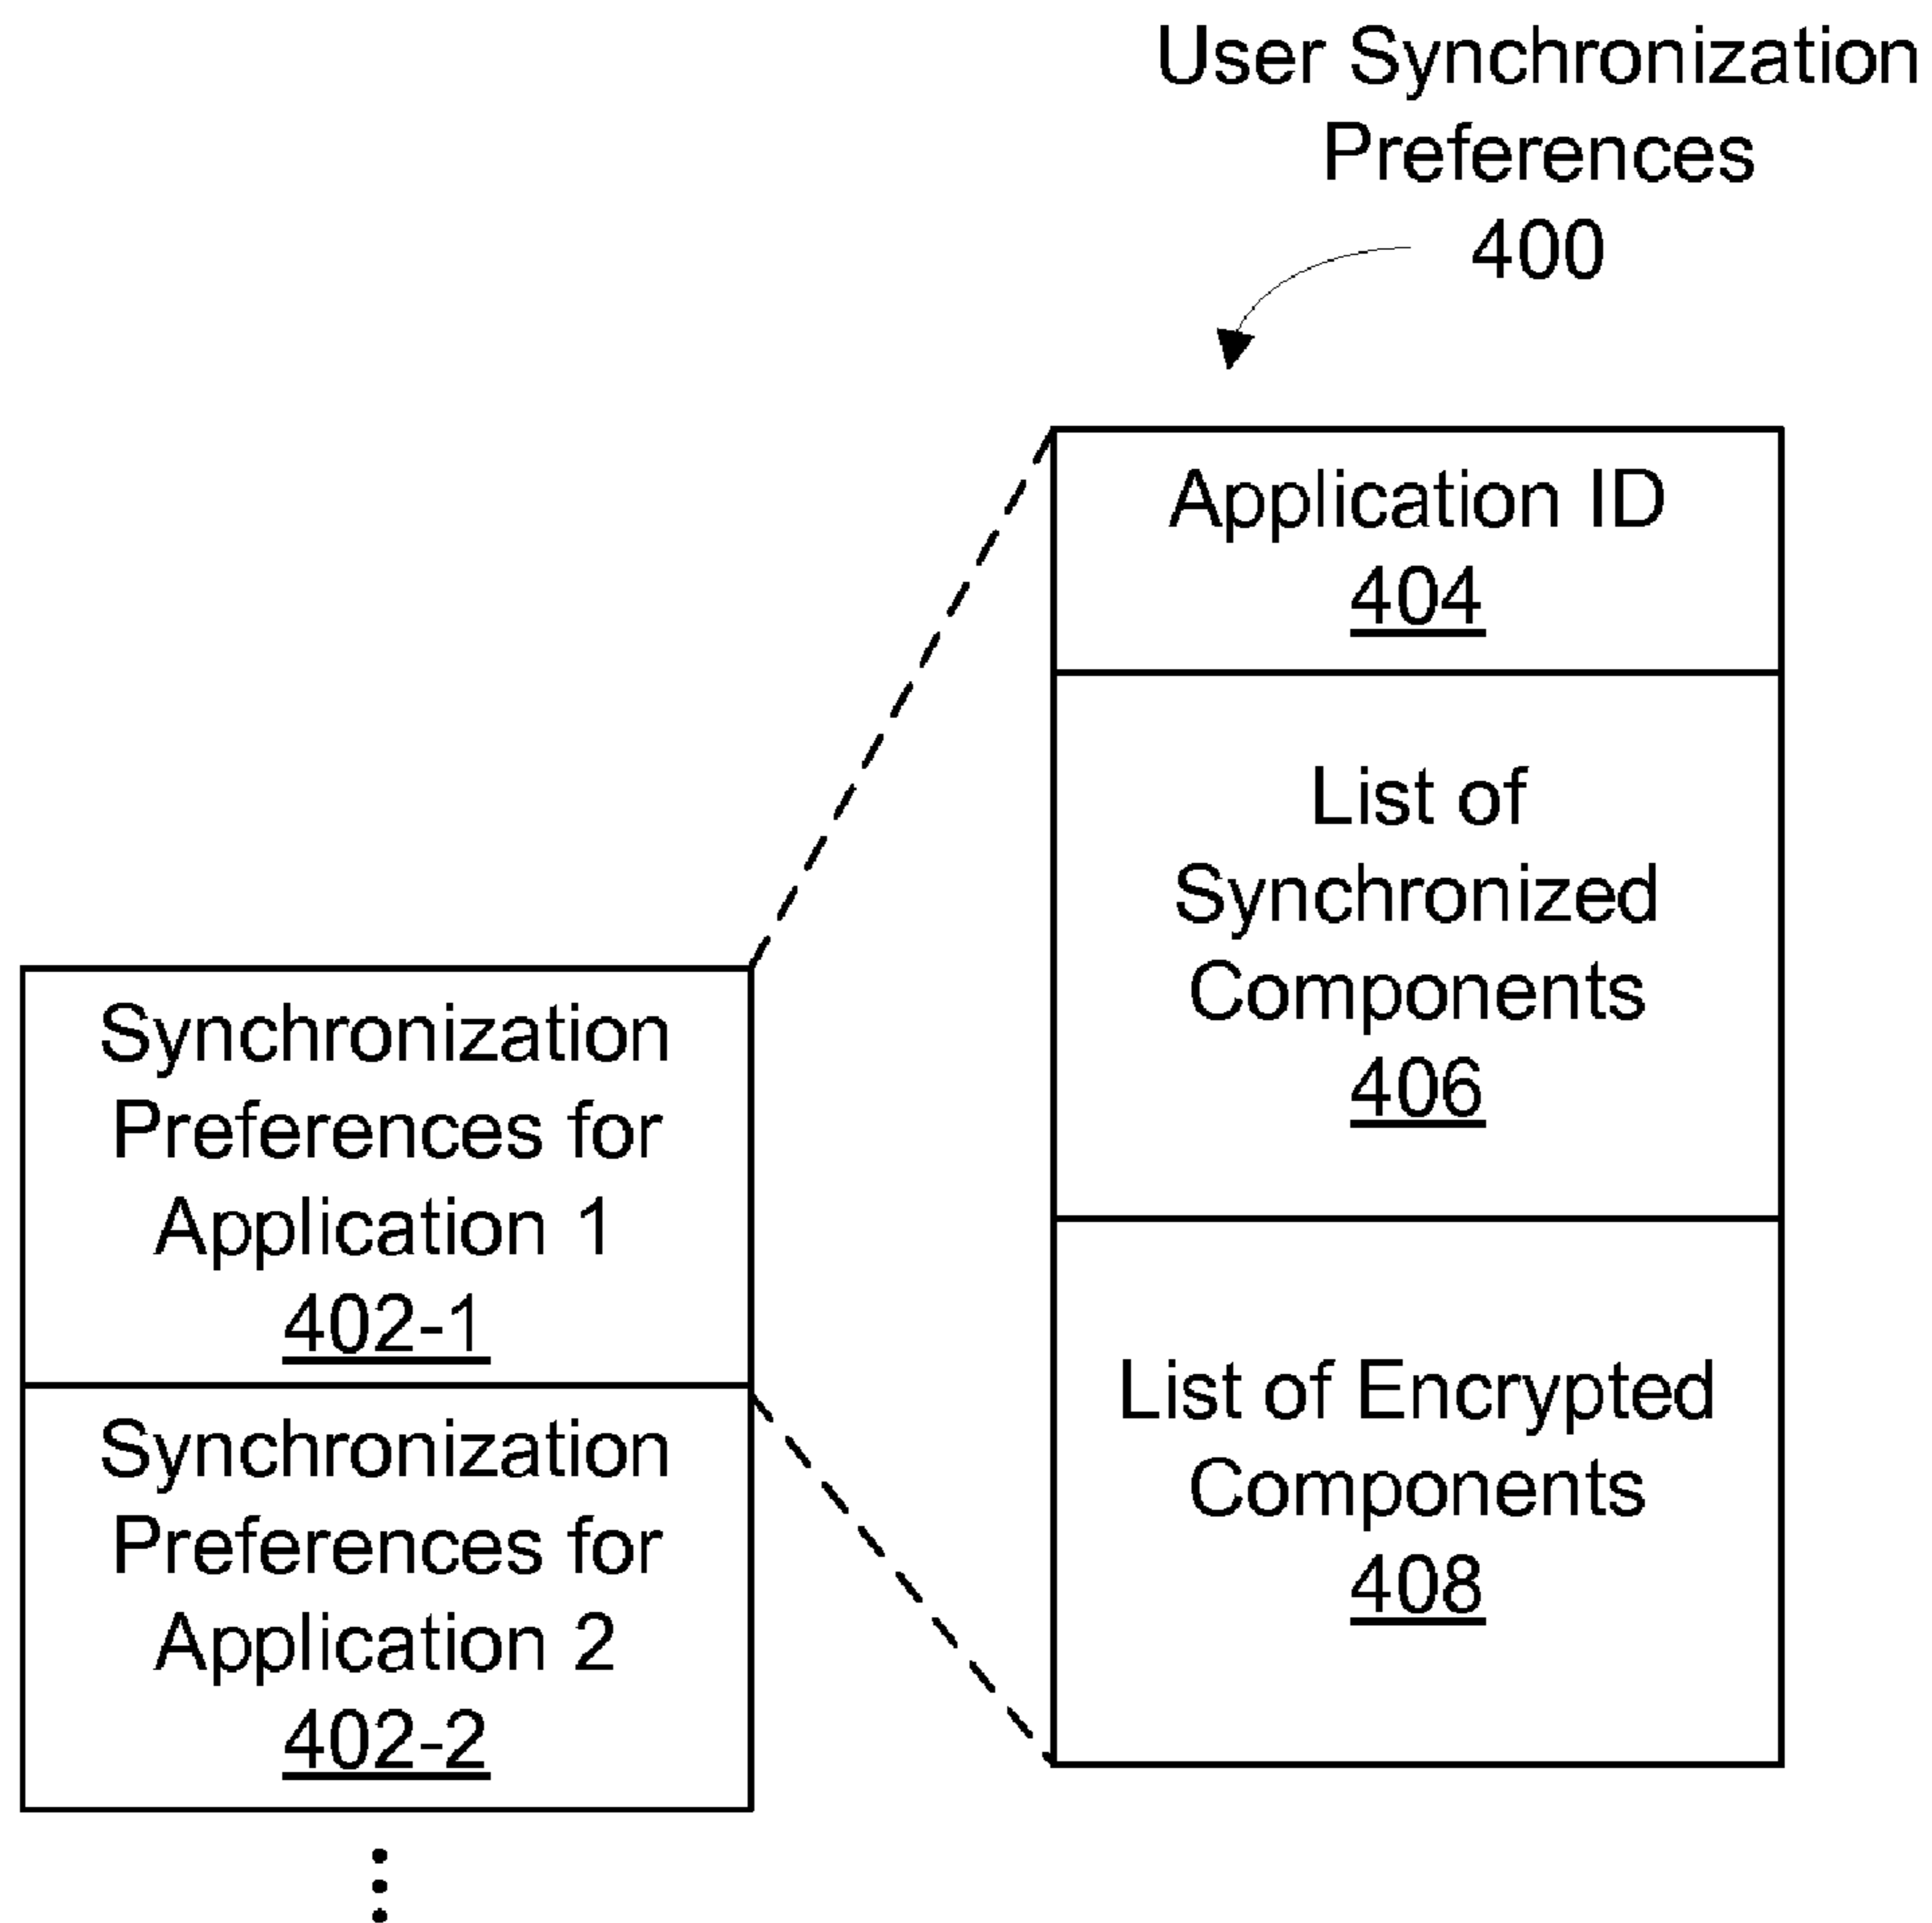 User Synchronization
Preferences
400
Application ID
404
List of
Synchronized
Components
406
List of Encrypted
Components
408
Synchronization
Preferences for
Application 1
402-1
Synchronization
Preferences for
Application 2
402-2